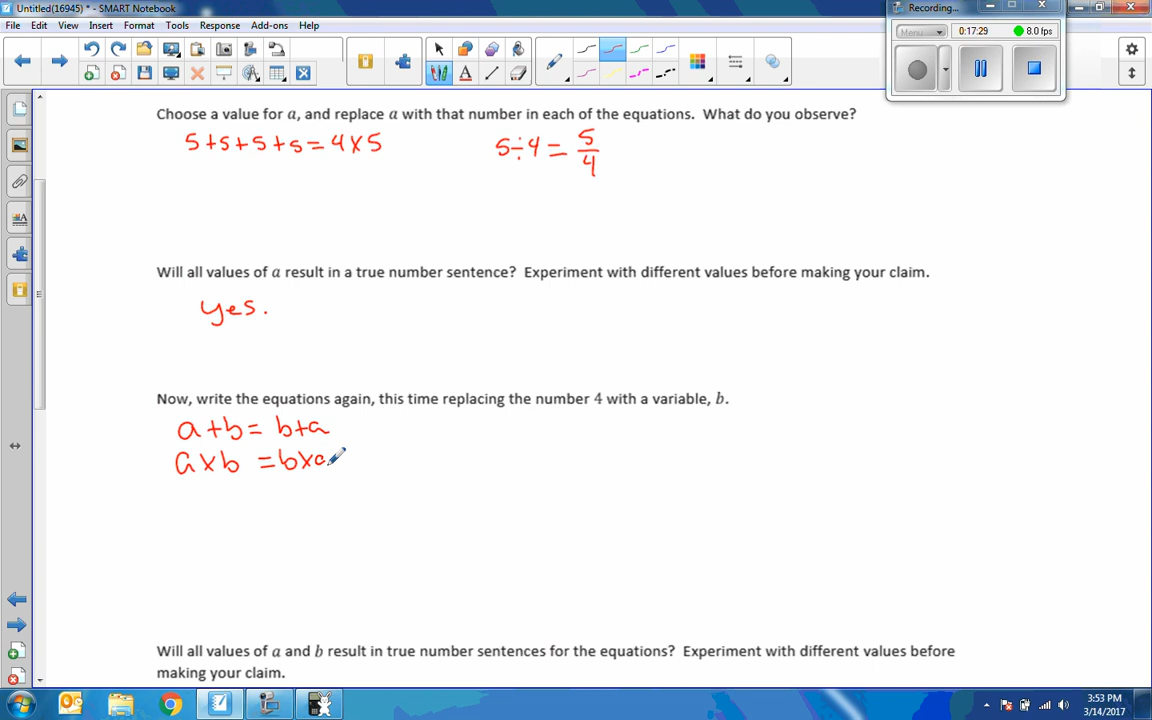 Untitled(16945) * - SMART Notebook
Recording...
File Edit View Insert Format Tools Tables Add-ons Help
Menu 0:17:29 8.0 fps
Choose a value for a, and replace a with that number in each of the equations. What do you observe?
5+5+5+5=4×5 5÷4= 5/4
Will all values of a result in a true number sentence? Experiment with different values before making your claim.
yes.
Now, write the equations again, this time replacing the number 4 with a variable, b.
a+b= b+a
a×b =b×a
Will all values of a and b result in true number sentences for the equations? Experiment with different values before
making your claim.
3:53 PM
3/14/2017